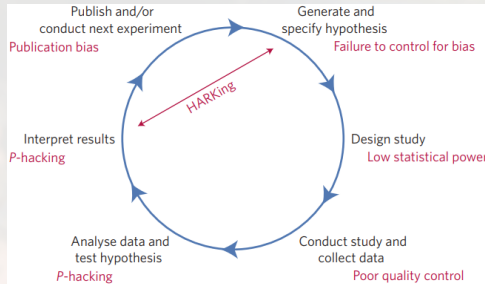 Publish and/or
conduct next experiment
Publication bias
Generate and
specify hypothesis
Failure to control for bias
HARKing
Interpret results
P-hacking
Design study
Low statistical power
Analyse data and
test hypothesis
P-hacking
Conduct study and
collect data
Poor quality control